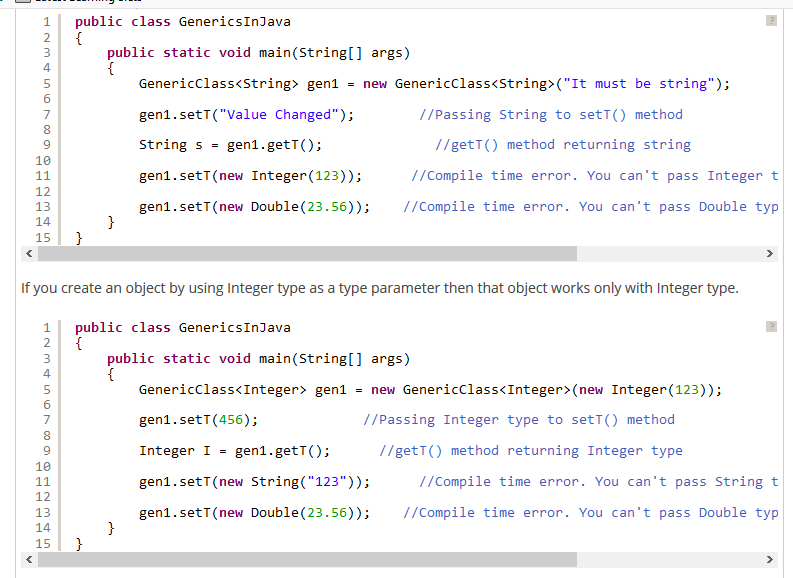 1 public class GenericsInJava
2 {
3 public static void main(String[] args)
4 {
5 GenericClass<String> gen1 = new GenericClass<String>("It must be string");
6
7 gen1.setT("Value Changed"); //Passing String to setT() method
8
9 String s = gen1.getT(); //getT() method returning string
10
11 gen1.setT(new Integer(123)); //Compile time error. You can't pass Integer t
12
13 gen1.setT(new Double(23.56)); //Compile time error. You can't pass Double typ
14 }
15 }
If you create an object by using Integer type as a type parameter then that object works only with Integer type.
1 public class GenericsInJava
2 {
3 public static void main(String[] args)
4 {
5 GenericClass<Integer> gen1 = new GenericClass<Integer>(new Integer(123));
6
7 gen1.setT(456); //Passing Integer type to setT() method
8
9 Integer I = gen1.getT(); //getT() method returning Integer type
10
11 gen1.setT(new String("123")); //Compile time error. You can't pass String t
12
13 gen1.setT(new Double(23.56)); //Compile time error. You can't pass Double typ
14 }
15 }